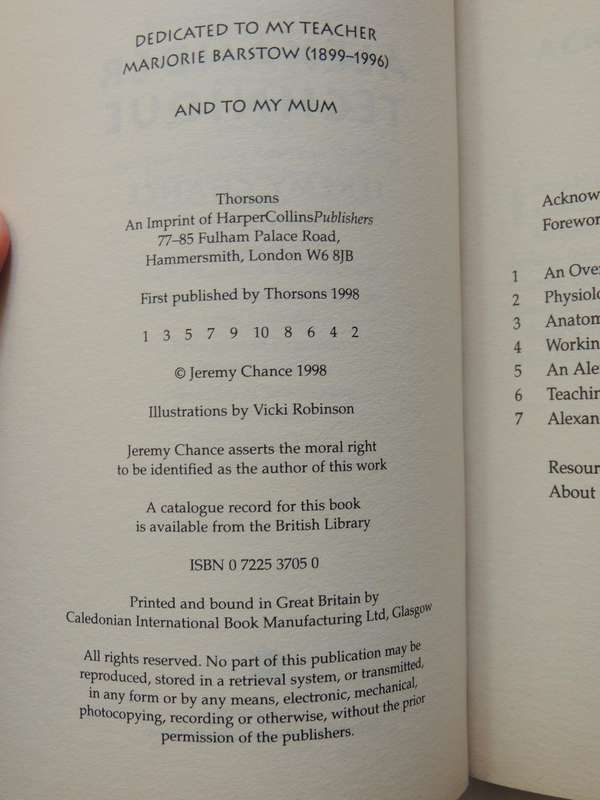 DEDICATED TO MY TEACHER
MARJORIE BARSTOW (1899–1996)
AND TO MY MUM
Thorsons
An Imprint of HarperCollinsPublishers
77–85 Fulham Palace Road,
Hammersmith, London W6 8JB
First published by Thorsons 1998
1 3 5 7 9 10 8 6 4 2
© Jeremy Chance 1998
Illustrations by Vicki Robinson
Jeremy Chance asserts the moral right
to be identified as the author of this work
A catalogue record for this book
is available from the British Library
ISBN 0 7225 3705 0
Printed and bound in Great Britain by
Caledonian International Book Manufacturing Ltd, Glasgow
All rights reserved. No part of this publication may be
reproduced, stored in a retrieval system, or transmitted,
in any form or by any means, electronic, mechanical,
photocopying, recording or otherwise, without the prior
permission of the publishers.
Acknow
Forewor
1 An Over
2 Physiolo
3 Anatom
4 Workin
5 An Ale
6 Teachin
7 Alexan
Resour
About